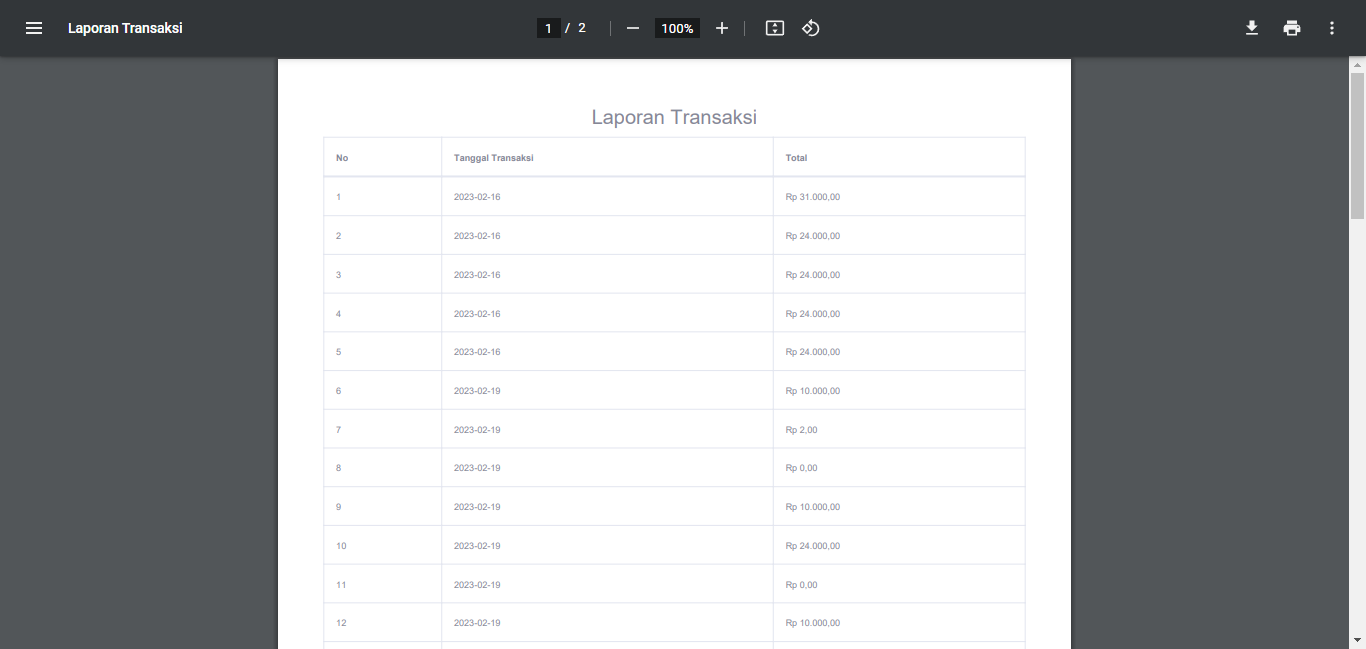 Laporan Transaksi
1 / 2
100%
Laporan Transaksi
No Tanggal Transaksi Total
1 2023-02-16 Rp 31.000,00
2 2023-02-16 Rp 24.000,00
3 2023-02-16 Rp 24.000,00
4 2023-02-16 Rp 24.000,00
5 2023-02-16 Rp 24.000,00
6 2023-02-19 Rp 10.000,00
7 2023-02-19 Rp 2,00
8 2023-02-19 Rp 0,00
9 2023-02-19 Rp 10.000,00
10 2023-02-19 Rp 24.000,00
11 2023-02-19 Rp 0,00
12 2023-02-19 Rp 10.000,00